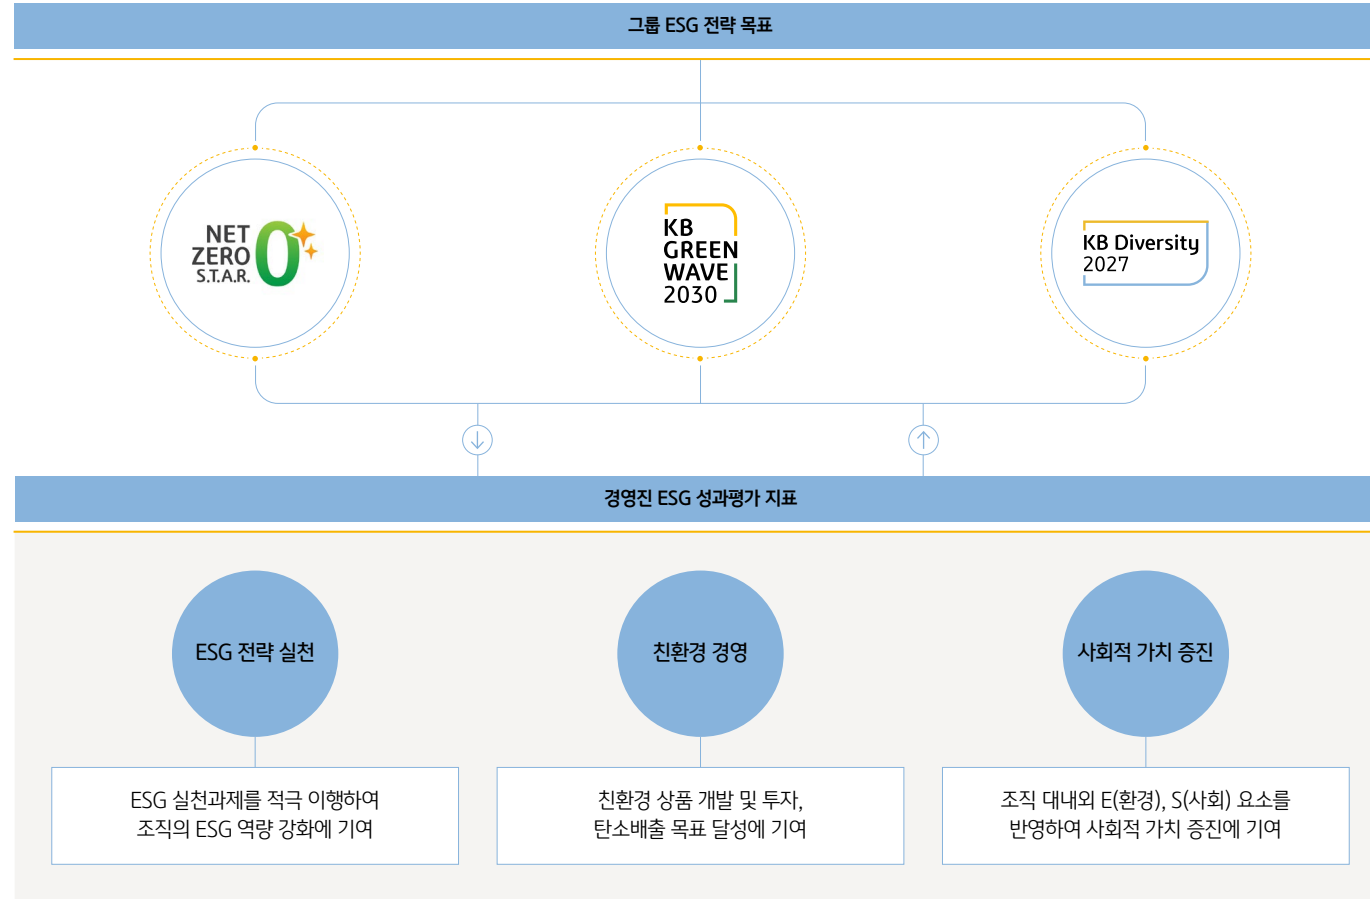 그룹 ESG 전략 목표
NET
ZERO
S.T.A.R.
0
KB
GREEN
WAVE
2030
KB Diversity
2027
경영진 ESG 성과평가 지표
ESG 전략 실천
친환경 경영
사회적 가치 증진
ESG 실천과제를 적극 이행하여
조직의 ESG 역량 강화에 기여
친환경 상품 개발 및 투자,
탄소배출 목표 달성에 기여
조직 대내외 E(환경), S(사회) 요소를
반영하여 사회적 가치 증진에 기여